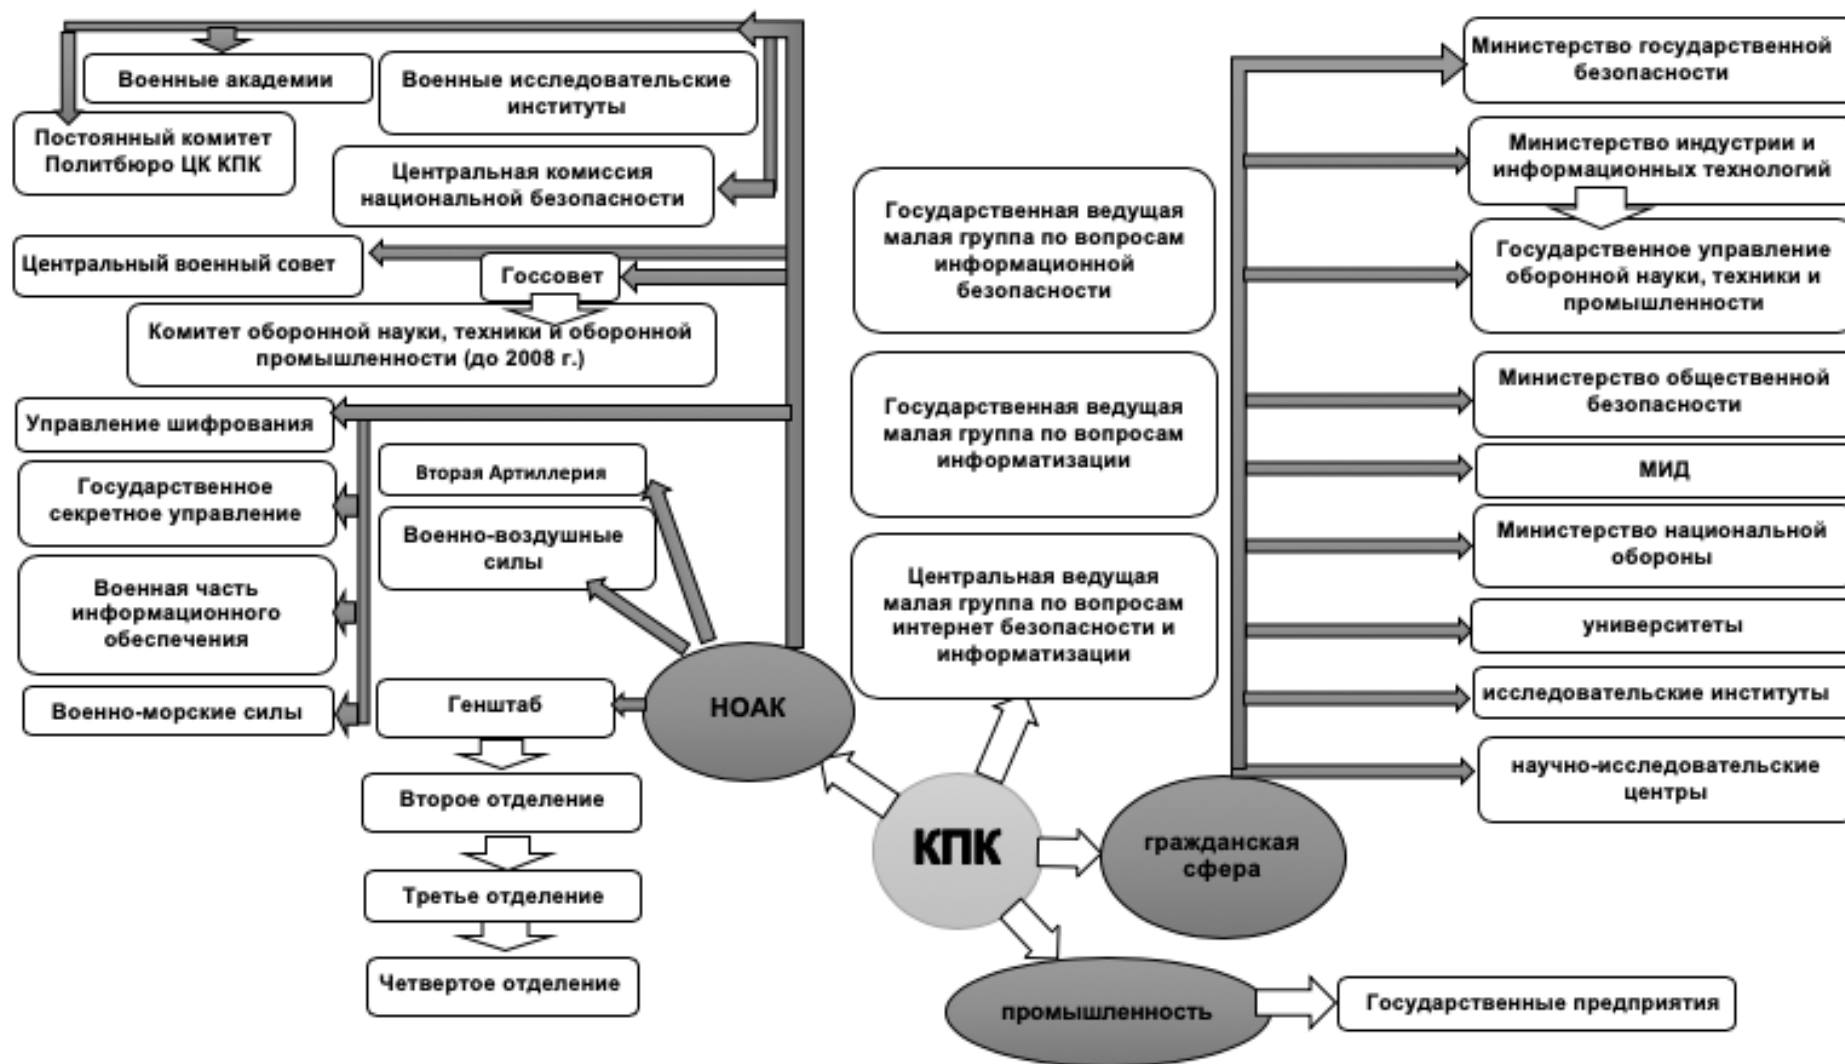 Военные академии
Военные исследовательские
институты
Постоянный комитет
Политбюро ЦК КПК
Центральная комиссия
национальной безопасности
Центральный военный совет
Госсовет
Комитет оборонной науки, техники и оборонной
промышленности (до 2008 г.)
Управление шифрования
Государственное
секретное управление
Военная часть
информационного
обеспечения
Военно-морские силы
Вторая Артиллерия
Военно-воздушные
силы
НОАК
Генштаб
Второе отделение
Третье отделение
Четвертое отделение
Государственная ведущая
малая группа по вопросам
информационной
безопасности
Государственная ведущая
малая группа по вопросам
информатизации
Центральная ведущая
малая группа по вопросам
интернет безопасности и
информатизации
КПК
гражданская
сфера
промышленность
Государственные предприятия
Министерство государственной
безопасности
Министерство индустрии и
информационных технологий
Государственное управление
оборонной науки, техники и
промышленности
Министерство общественной
безопасности
МИД
Министерство национальной
обороны
университеты
исследовательские институты
научно-исследовательские
центры